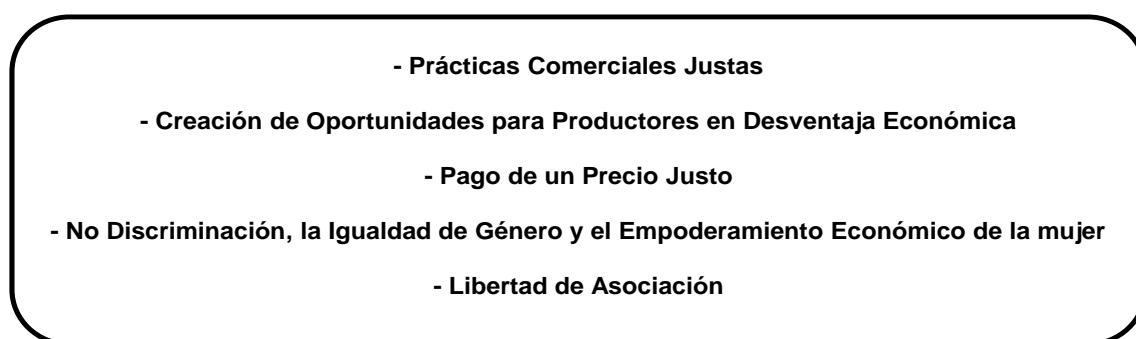 - Prácticas Comerciales Justas
- Creación de Oportunidades para Productores en Desventaja Económica
- Pago de un Precio Justo
- No Discriminación, la Igualdad de Género y el Empoderamiento Económico de la mujer
- Libertad de Asociación